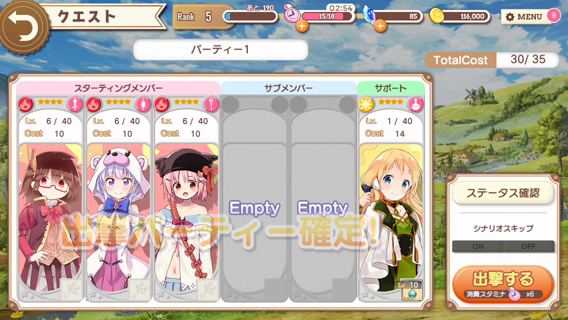 クエスト
Rank 5
あと 190
02:54
15/18
5
116,000
MENU
9
パーティー1
TotalCost 30/ 35
スターティングメンバー
サブメンバー
サポート
Lv. 6 / 40
Cost 10
Lv. 6 / 40
Cost 10
Lv. 6 / 40
Cost 10
Lv. 1 / 40
Cost 14
Empty
Empty
出撃パーティー確定!
Lv. 10
ステータス確認
シナリオスキップ
ON OFF
出撃する
消費スタミナ x6